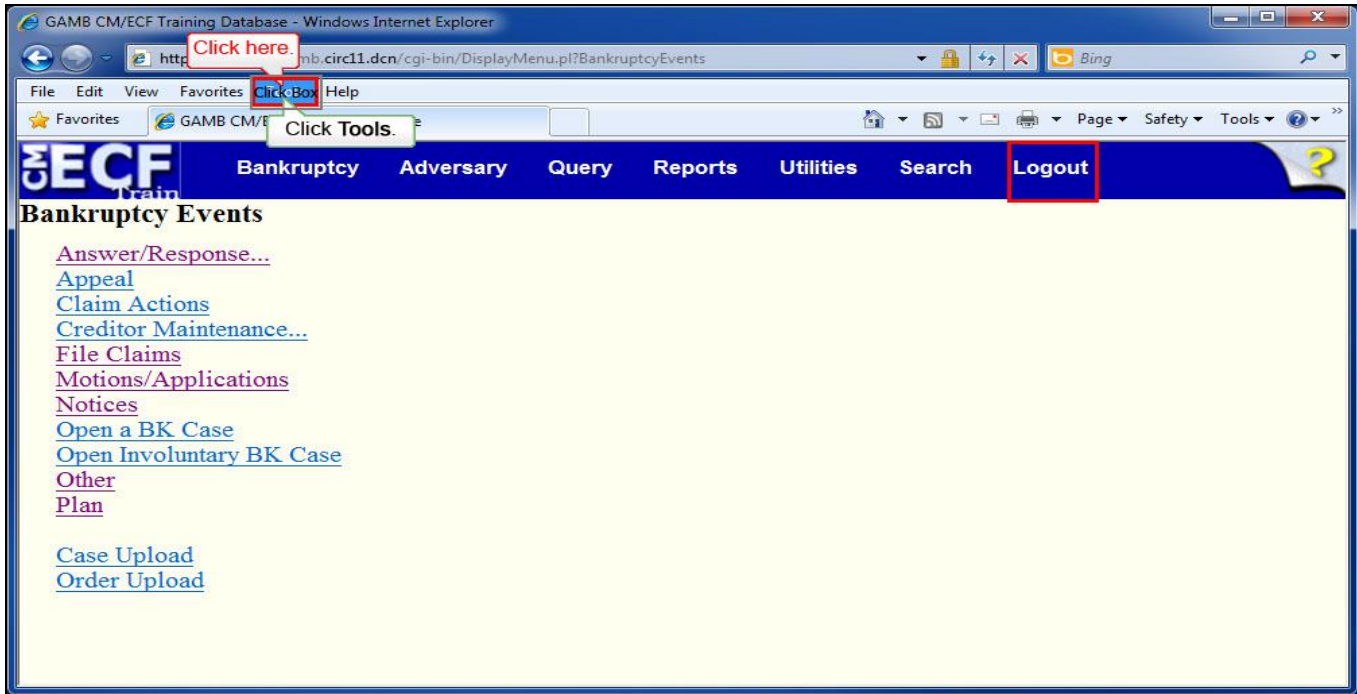 GAMB CM/ECF Training Database - Windows Internet Explorer
Click here.
http mb.circ11.dcn/cgi-bin/DisplayMenu.pl?BankruptcyEvents Bing
File Edit View Favorites Click Box Help
Favorites GAMB CM/E e Page Safety Tools
Click Tools.
CM ECF Train Bankruptcy Adversary Query Reports Utilities Search Logout ?
Bankruptcy Events
Answer/Response...
Appeal
Claim Actions
Creditor Maintenance...
File Claims
Motions/Applications
Notices
Open a BK Case
Open Involuntary BK Case
Other
Plan
Case Upload
Order Upload